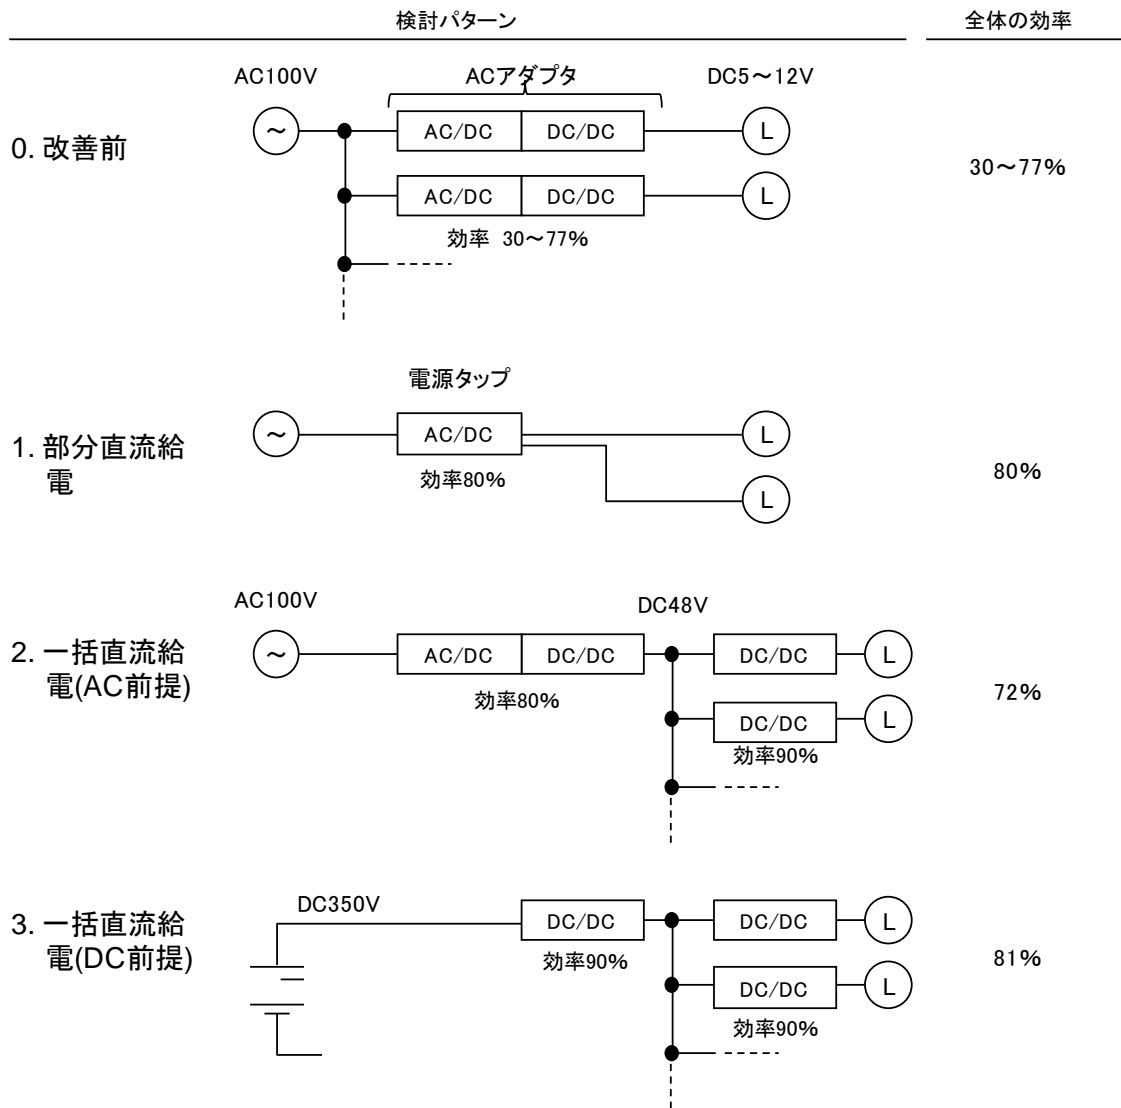 検討パターン
全体の効率
AC100V
ACアダプタ
DC5～12V
～
AC/DC
DC/DC
L
0. 改善前
30～77%
AC/DC
DC/DC
L
効率 30～77%
電源タップ
～
AC/DC
L
1. 部分直流給
電
効率80%
L
80%
AC100V
DC48V
2. 一括直流給
電(AC前提)
～
AC/DC
DC/DC
DC/DC
L
効率80%
72%
DC/DC
L
効率90%
DC350V
3. 一括直流給
電(DC前提)
DC/DC
DC/DC
L
効率90%
81%
DC/DC
L
効率90%